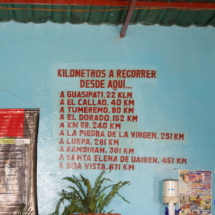 KILOMETROS A RECORRER
DESDE AQUI...
A GUASIPATI. 22 KLM
A EL CALLAO. 40 KM
A TUMEREMO. 80 KM
A EL DORADO. 152 KM
A KM 88. 240 KM
A LA PIEDRA DE LA VIRGEN. 251 KM
A LUEPA. 281 KM
A KAMOIRAN. 301 KM
A SANTA ELENA DE UAIREN. 461 KM
A BOA VISTA. 671 KM